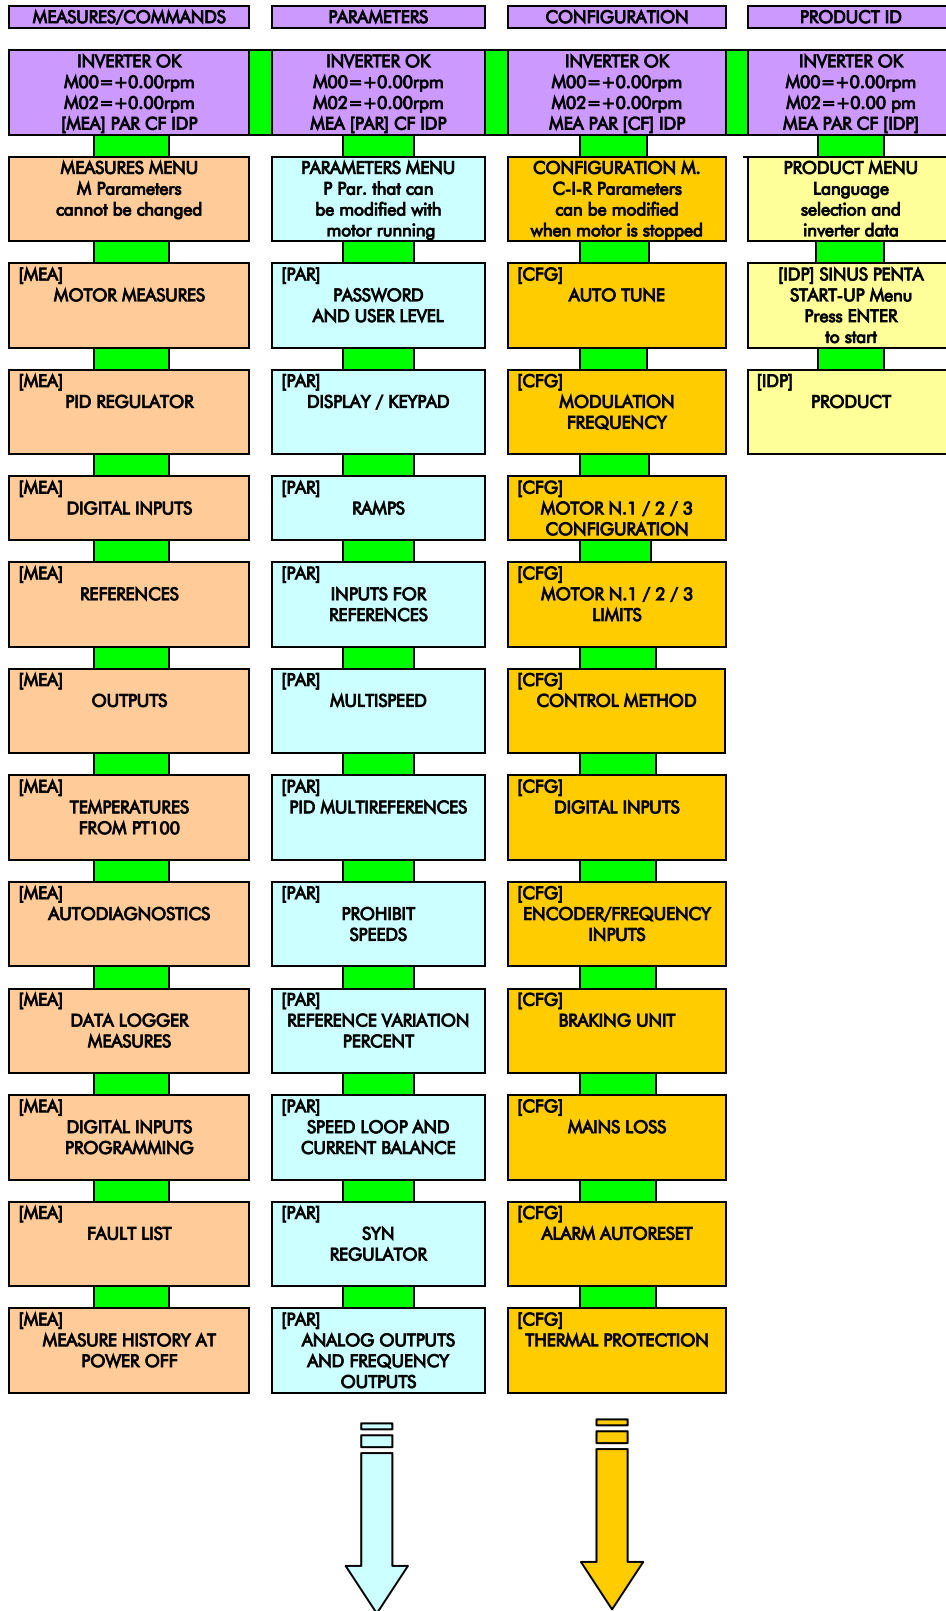 MEASURES/COMMANDS
INVERTER OK
M00=+0.00rpm
M02=+0.00rpm
[MEA] PAR CF IDP
MEASURES MENU
M Parameters
cannot be changed
[MEA]
MOTOR MEASURES
[MEA]
PID REGULATOR
[MEA]
DIGITAL INPUTS
[MEA]
REFERENCES
[MEA]
OUTPUTS
[MEA]
TEMPERATURES
FROM PT100
[MEA]
AUTODIAGNOSTICS
[MEA]
DATA LOGGER
MEASURES
[MEA]
DIGITAL INPUTS
PROGRAMMING
[MEA]
FAULT LIST
[MEA]
MEASURE HISTORY AT
POWER OFF
PARAMETERS
INVERTER OK
M00=+0.00rpm
M02=+0.00rpm
MEA [PAR] CF IDP
PARAMETERS MENU
P Par. that can
be modified with
motor running
[PAR]
PASSWORD
AND USER LEVEL
[PAR]
DISPLAY / KEYPAD
[PAR]
RAMPS
[PAR]
INPUTS FOR
REFERENCES
[PAR]
MULTISPEED
[PAR]
PID MULTIREFERENCES
[PAR]
PROHIBIT
SPEEDS
[PAR]
REFERENCE VARIATION
PERCENT
[PAR]
SPEED LOOP AND
CURRENT BALANCE
[PAR]
SYN
REGULATOR
[PAR]
ANALOG OUTPUTS
AND FREQUENCY
OUTPUTS
CONFIGURATION
INVERTER OK
M00=+0.00rpm
M02=+0.00rpm
MEA PAR [CF] IDP
CONFIGURATION M.
C-I-R Parameters
can be modified
when motor is stopped
[CFG]
AUTO TUNE
[CFG]
MODULATION
FREQUENCY
[CFG]
MOTOR N.1 / 2 / 3
CONFIGURATION
[CFG]
MOTOR N.1 / 2 / 3
LIMITS
[CFG]
CONTROL METHOD
[CFG]
DIGITAL INPUTS
[CFG]
ENCODER/FREQUENCY
INPUTS
[CFG]
BRAKING UNIT
[CFG]
MAINS LOSS
[CFG]
ALARM AUTORESET
[CFG]
THERMAL PROTECTION
PRODUCT ID
INVERTER OK
M00=+0.00rpm
M02=+0.00 pm
MEA PAR CF [IDP]
PRODUCT MENU
Language
selection and
inverter data
[IDP] SINUS PENTA
START-UP Menu
Press ENTER
to start
[IDP]
PRODUCT